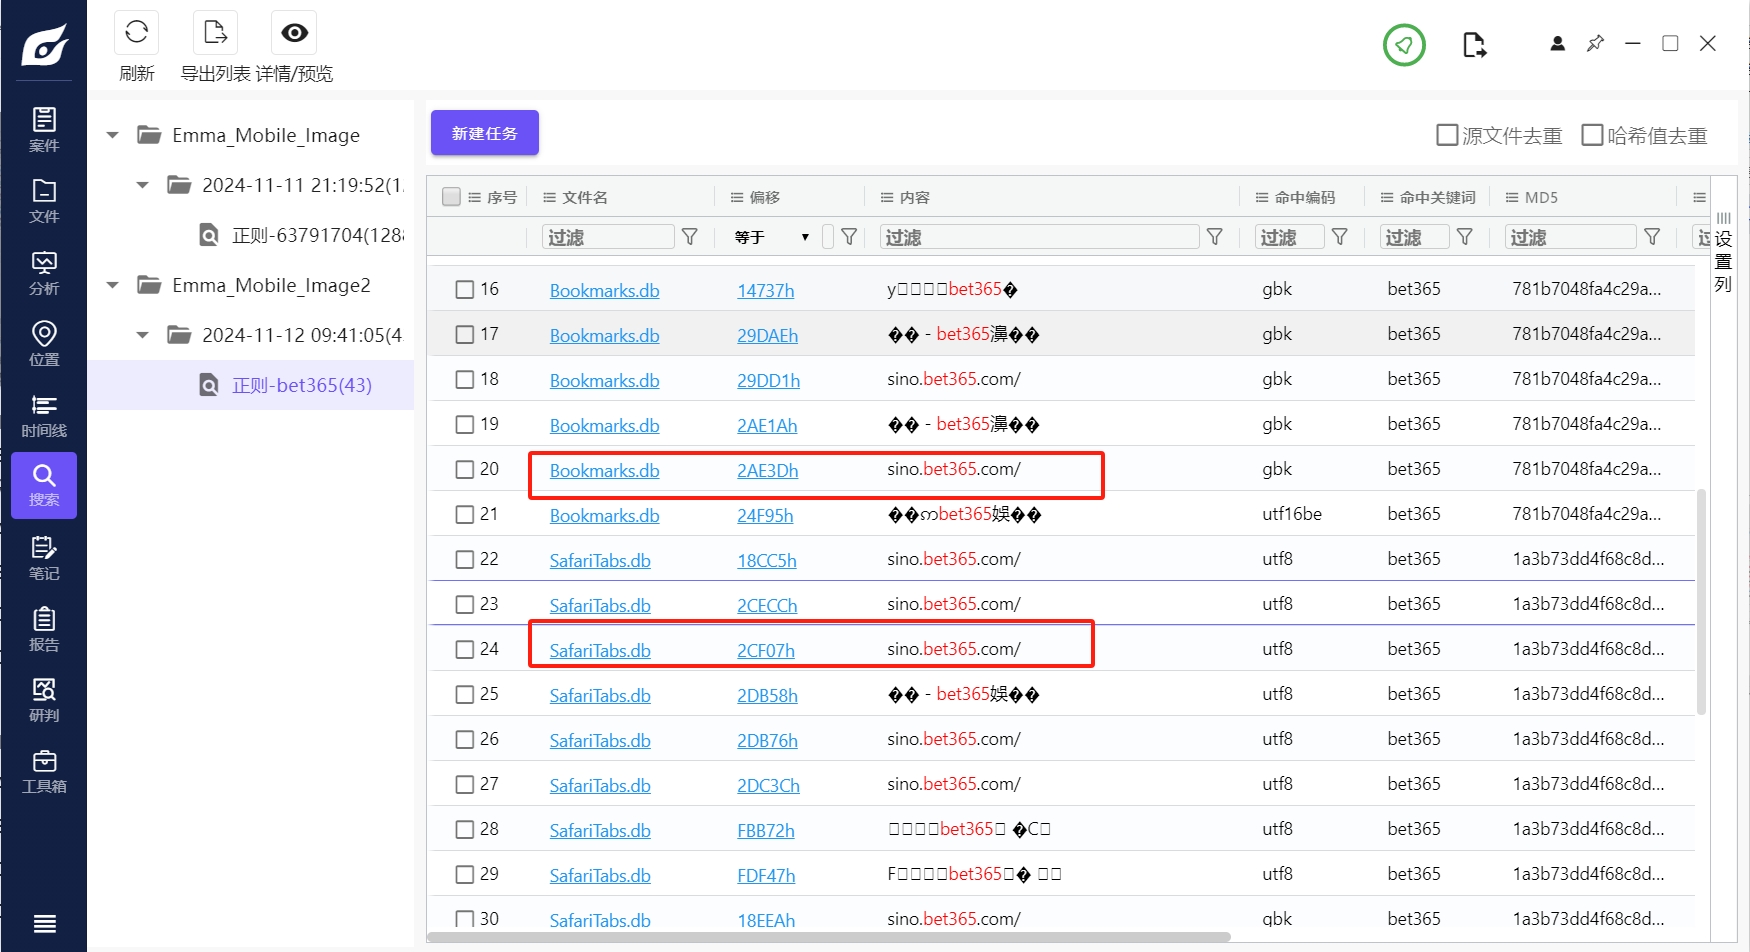 刷新 导出列表 详情/预览
案件
文件
分析
位置
时间线
搜索
笔记
报告
研判
工具箱
Emma_Mobile_Image
2024-11-11 21:19:52(1
正则-63791704(1288
Emma_Mobile_Image2
2024-11-12 09:41:05(4
正则-bet365(43)
新建任务
源文件去重 哈希值去重
序号 文件名 偏移 内容 命中编码 命中关键词 MD5
过滤 等于 过滤 过滤 过滤 过滤
设置列
16 Bookmarks.db 14737h y□□□□bet365� gbk bet365 781b7048fa4c29a...
17 Bookmarks.db 29DAEh �� - bet365濞�� gbk bet365 781b7048fa4c29a...
18 Bookmarks.db 29DD1h sino.bet365.com/ gbk bet365 781b7048fa4c29a...
19 Bookmarks.db 2AE1Ah �� - bet365濞�� gbk bet365 781b7048fa4c29a...
20 Bookmarks.db 2AE3Dh sino.bet365.com/ gbk bet365 781b7048fa4c29a...
21 Bookmarks.db 24F95h ��bet365娱�� utf16be bet365 781b7048fa4c29a...
22 SafariTabs.db 18CC5h sino.bet365.com/ utf8 bet365 1a3b73dd4f68c8d...
23 SafariTabs.db 2CECCh sino.bet365.com/ utf8 bet365 1a3b73dd4f68c8d...
24 SafariTabs.db 2CF07h sino.bet365.com/ utf8 bet365 1a3b73dd4f68c8d...
25 SafariTabs.db 2DB58h �� - bet365娱�� utf8 bet365 1a3b73dd4f68c8d...
26 SafariTabs.db 2DB76h sino.bet365.com/ utf8 bet365 1a3b73dd4f68c8d...
27 SafariTabs.db 2DC3Ch sino.bet365.com/ utf8 bet365 1a3b73dd4f68c8d...
28 SafariTabs.db FBB72h □□□□bet365□ �C□ utf8 bet365 1a3b73dd4f68c8d...
29 SafariTabs.db FDF47h F□□□□bet365□� □□ utf8 bet365 1a3b73dd4f68c8d...
30 SafariTabs.db 18EEAh sino.bet365.com/ gbk bet365 1a3b73dd4f68c8d...